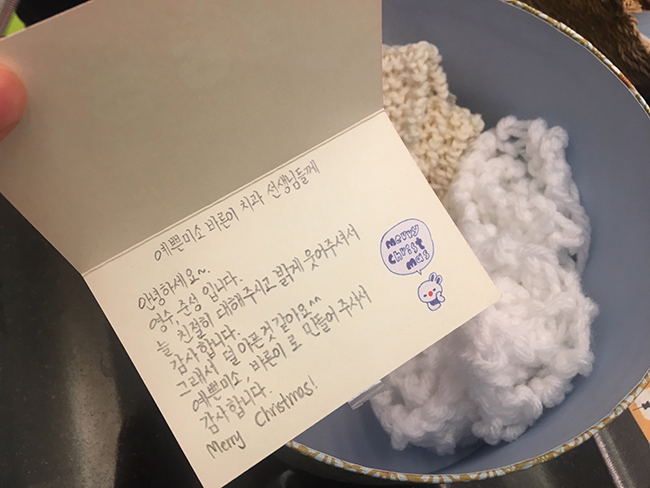 예쁜미소바른이 치과 선생님들께
안녕하세요~
영수, 준성 입니다.
늘 친절히 대해주시고 밝게 웃어주셔서
감사합니다.
그래서 덜 아픈것 같아요^^
예쁜미소, 바른이로 만들어 주셔서
감사합니다.
Merry Christmas!
Merry
Christ
Mas